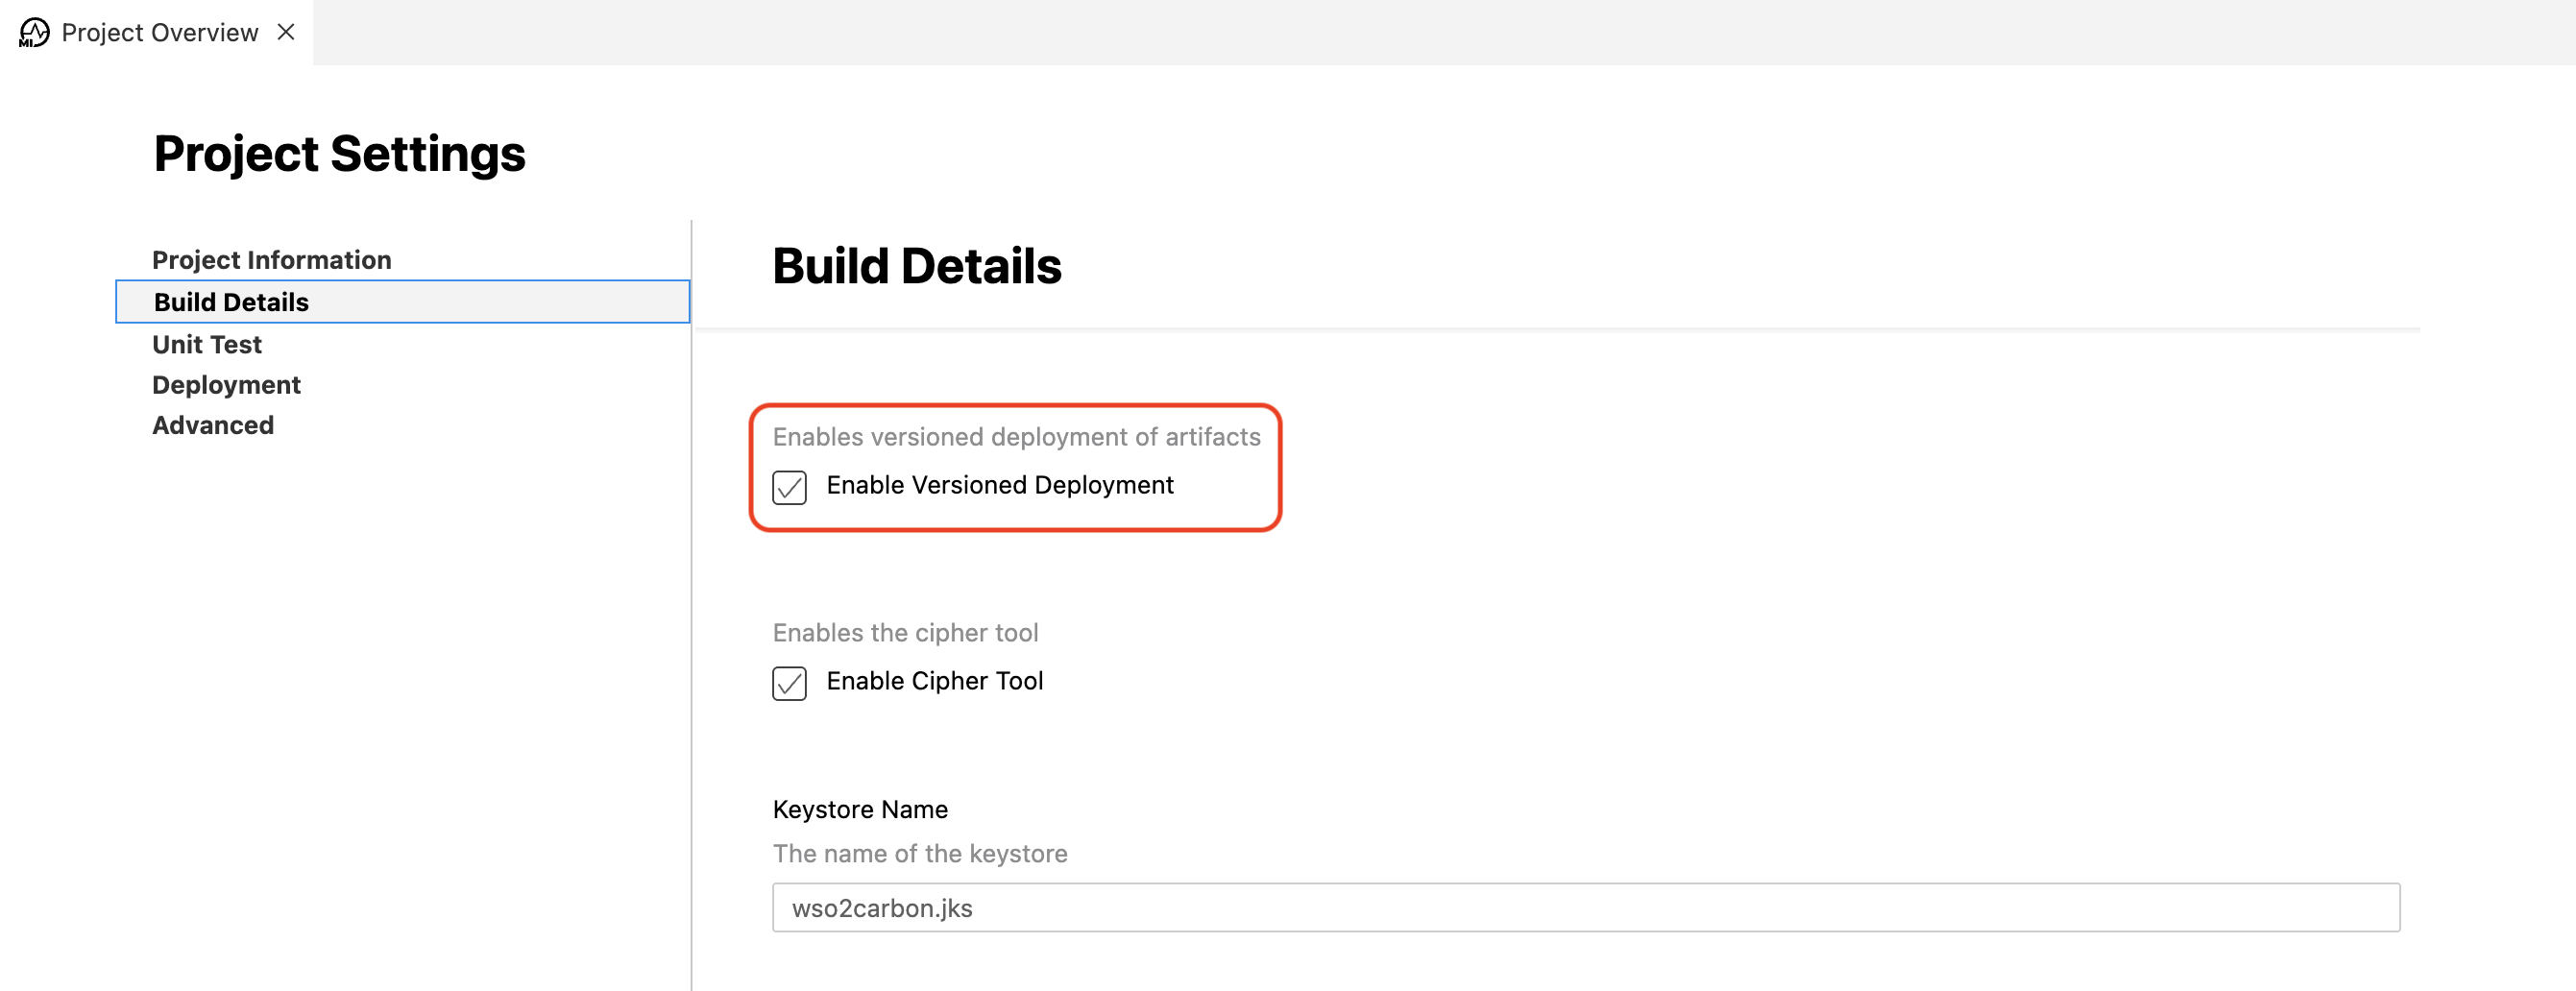 MI Project Overview
Project Settings
Project Information
Build Details
Unit Test
Deployment
Advanced
Build Details
Enables versioned deployment of artifacts
Enable Versioned Deployment
Enables the cipher tool
Enable Cipher Tool
Keystore Name
The name of the keystore
wso2carbon.jks